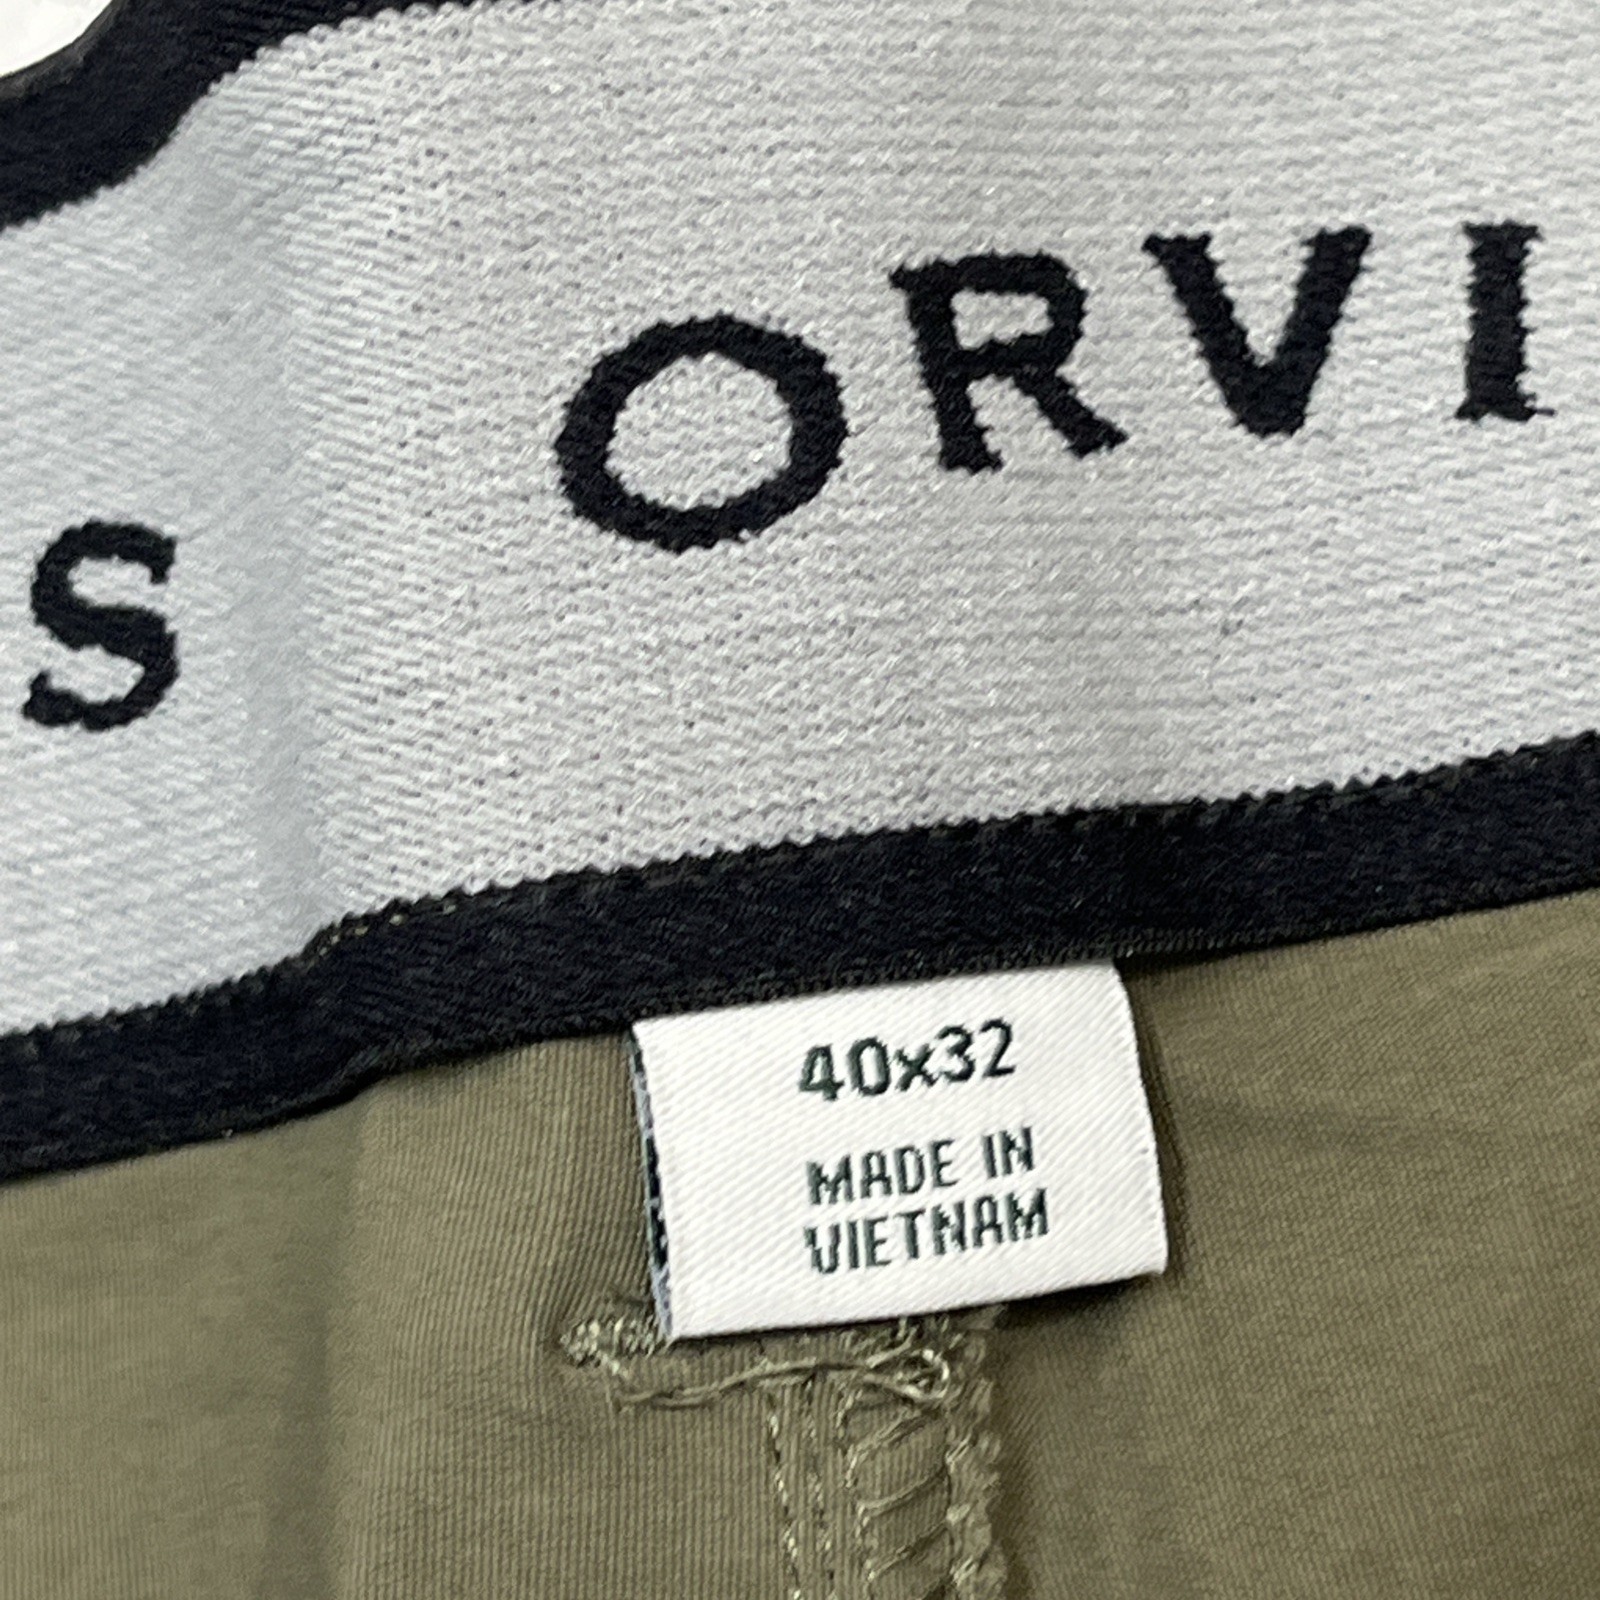 S ORVI
40x32
MADE IN
VIETNAM